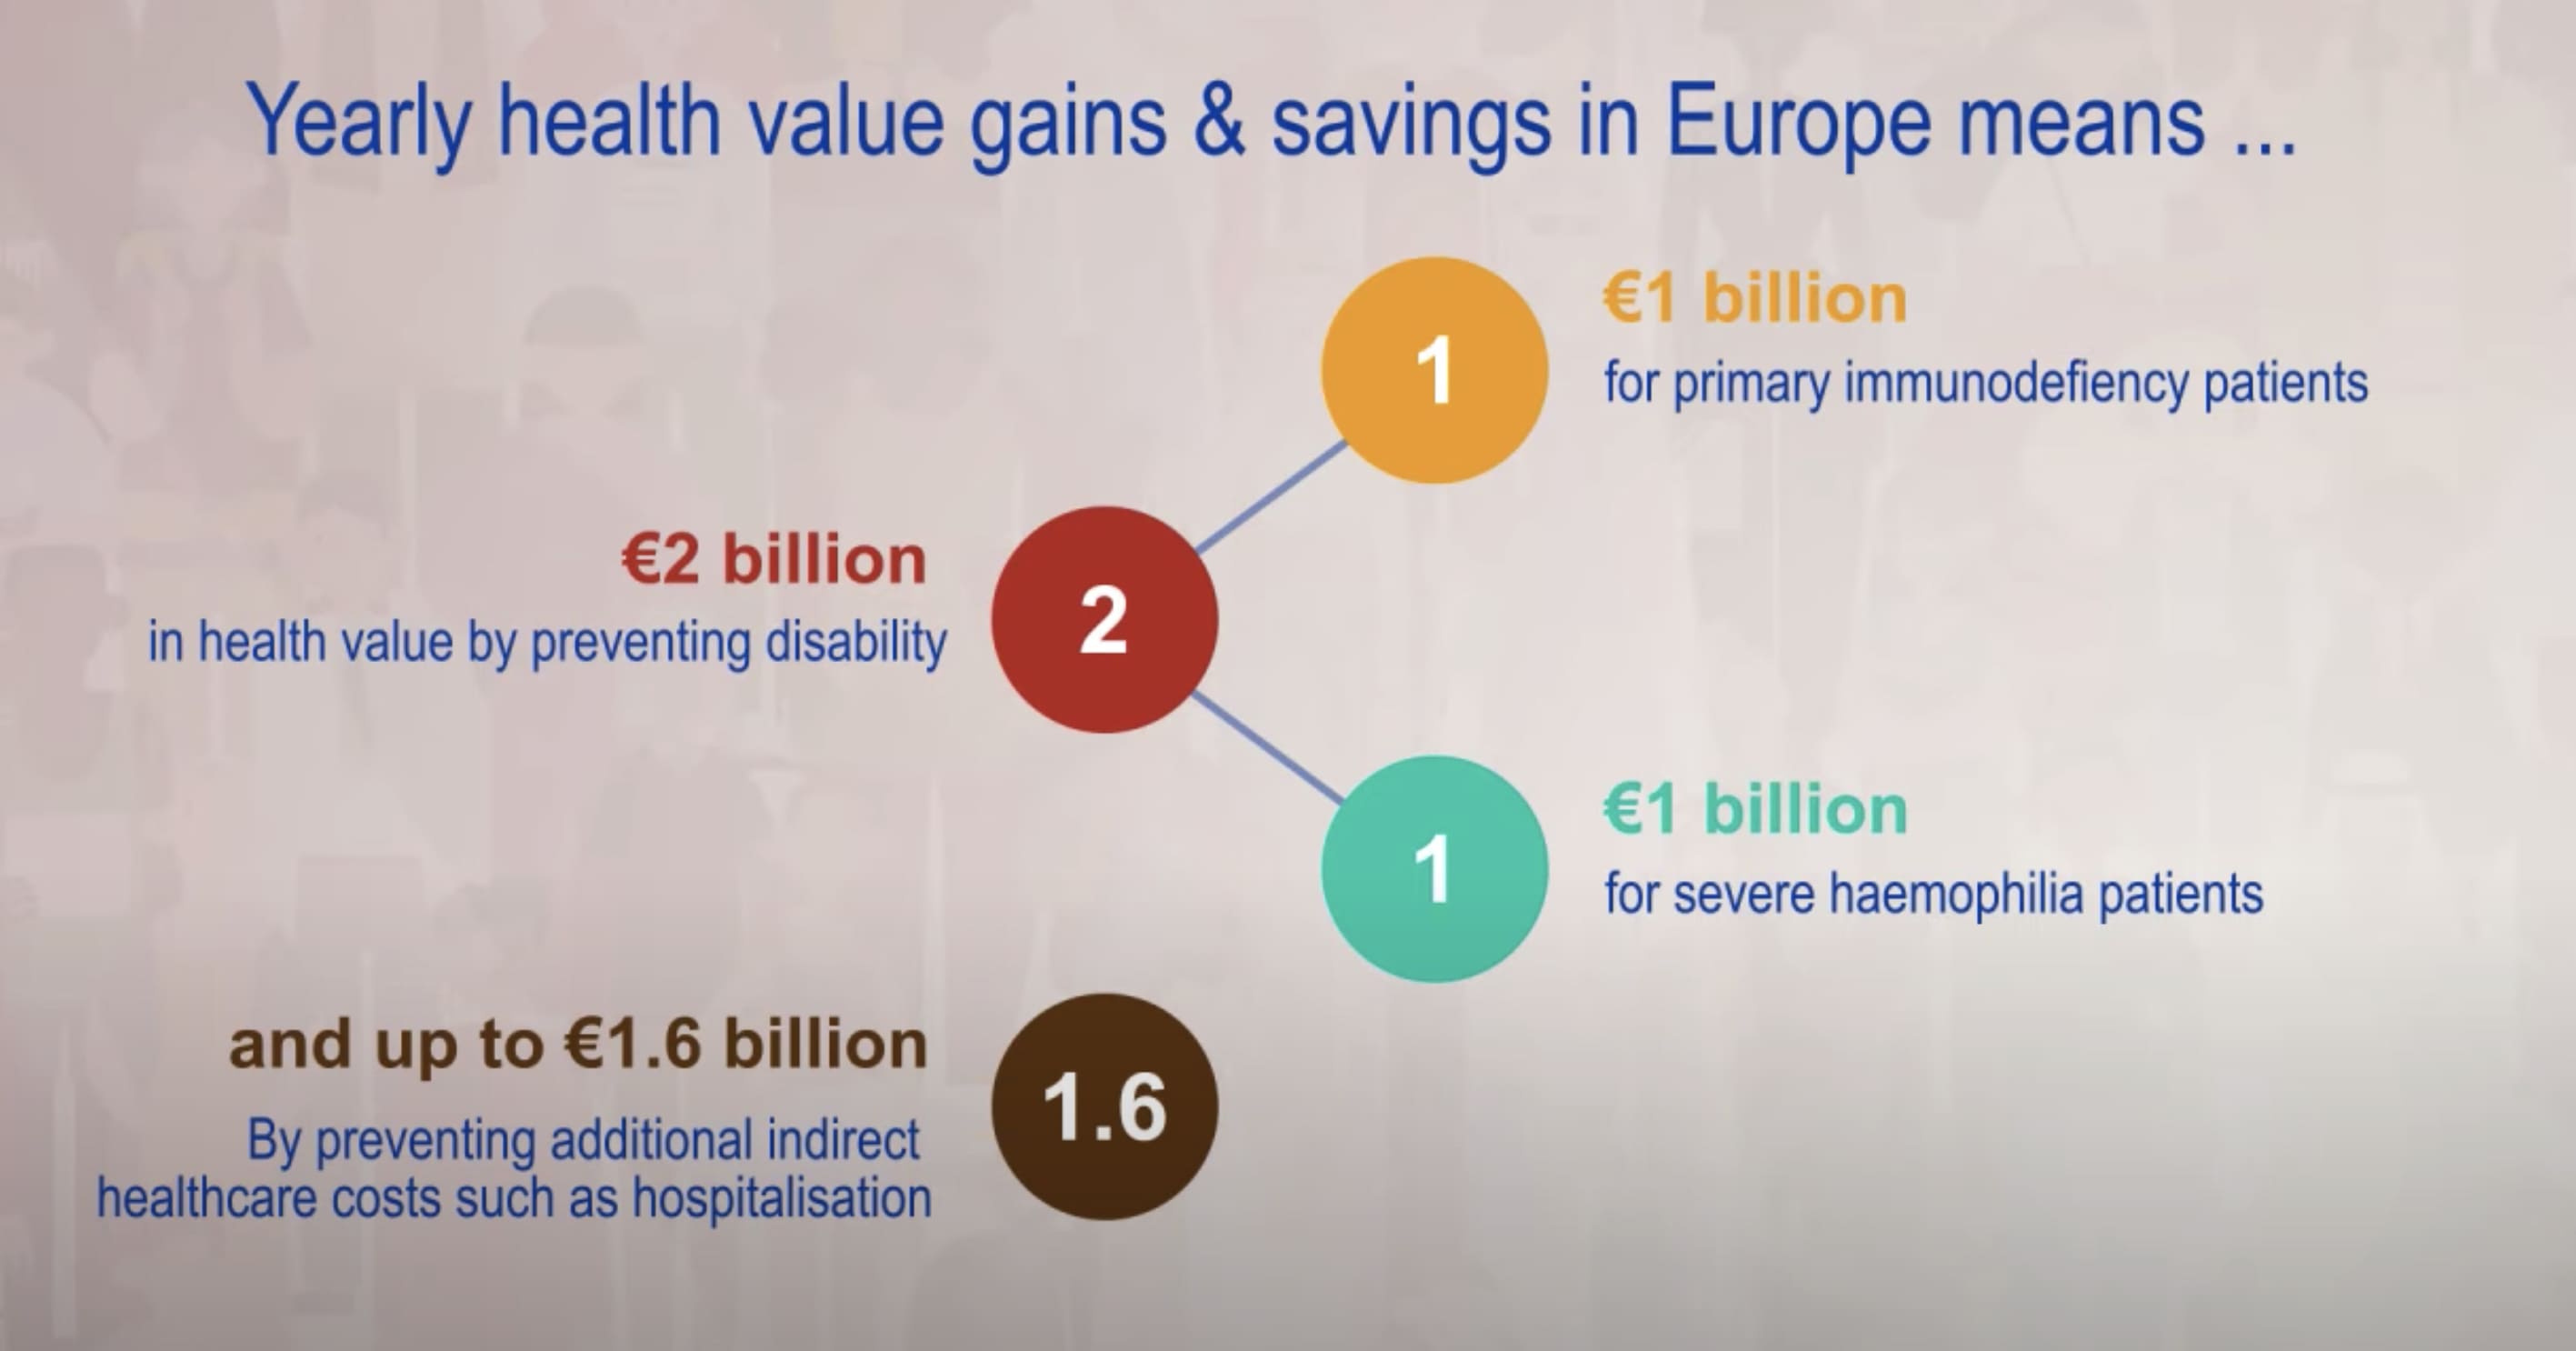 Yearly health value gains & savings in Europe means ...
1
€1 billion
for primary immunodefiency patients
€2 billion
in health value by preventing disability
2
1
€1 billion
for severe haemophilia patients
and up to €1.6 billion
By preventing additional indirect
healthcare costs such as hospitalisation
1.6